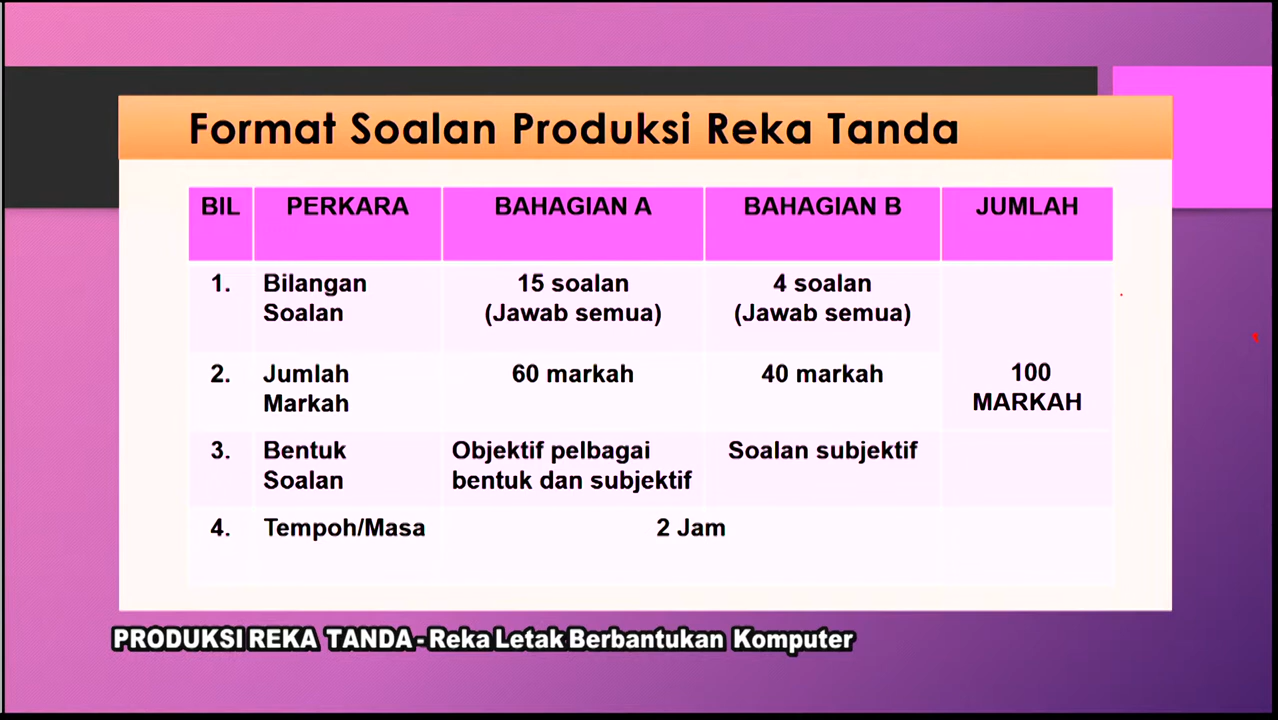 Format Soalan Produksi Reka Tanda
BIL PERKARA BAHAGIAN A BAHAGIAN B JUMLAH
1. Bilangan Soalan 15 soalan (Jawab semua) 4 soalan (Jawab semua)
2. Jumlah Markah 60 markah 40 markah 100 MARKAH
3. Bentuk Soalan Objektif pelbagai bentuk dan subjektif Soalan subjektif
4. Tempoh/Masa 2 Jam
PRODUKSI REKA TANDA - Reka Letak Berbantukan Komputer